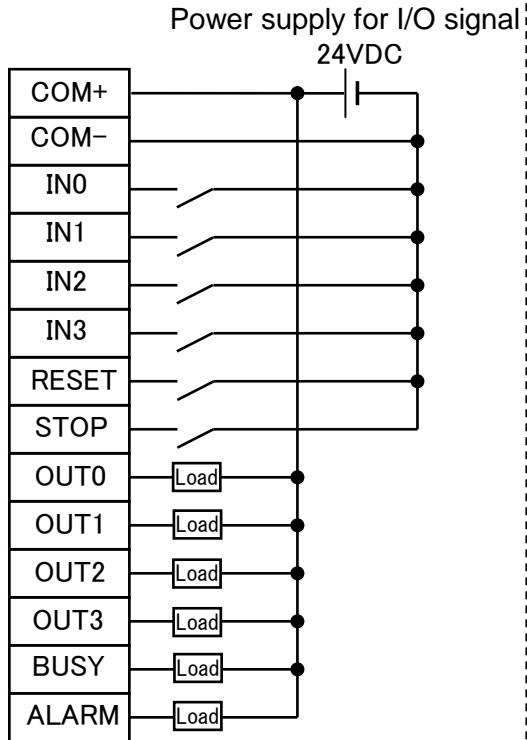 Power supply for I/O signal
24VDC
COM+
COM-
IN0
IN1
IN2
IN3
RESET
STOP
OUT0 Load
OUT1 Load
OUT2 Load
OUT3 Load
BUSY Load
ALARM Load